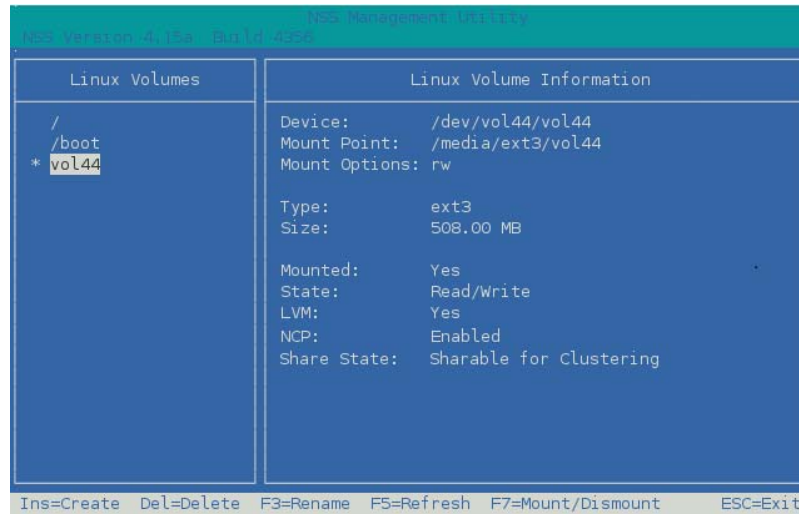 NSS Management Utility
NSS Version 4.15a Build 4356
Linux Volumes
/
/boot
* vol44
Linux Volume Information
Device: /dev/vol44/vol44
Mount Point: /media/ext3/vol44
Mount Options: rw
Type: ext3
Size: 508.00 MB
Mounted: Yes
State: Read/Write
LVM: Yes
NCP: Enabled
Share State: Sharable for Clustering
Ins=Create Del=Delete F3=Rename F5=Refresh F7=Mount/Dismount ESC=Exit